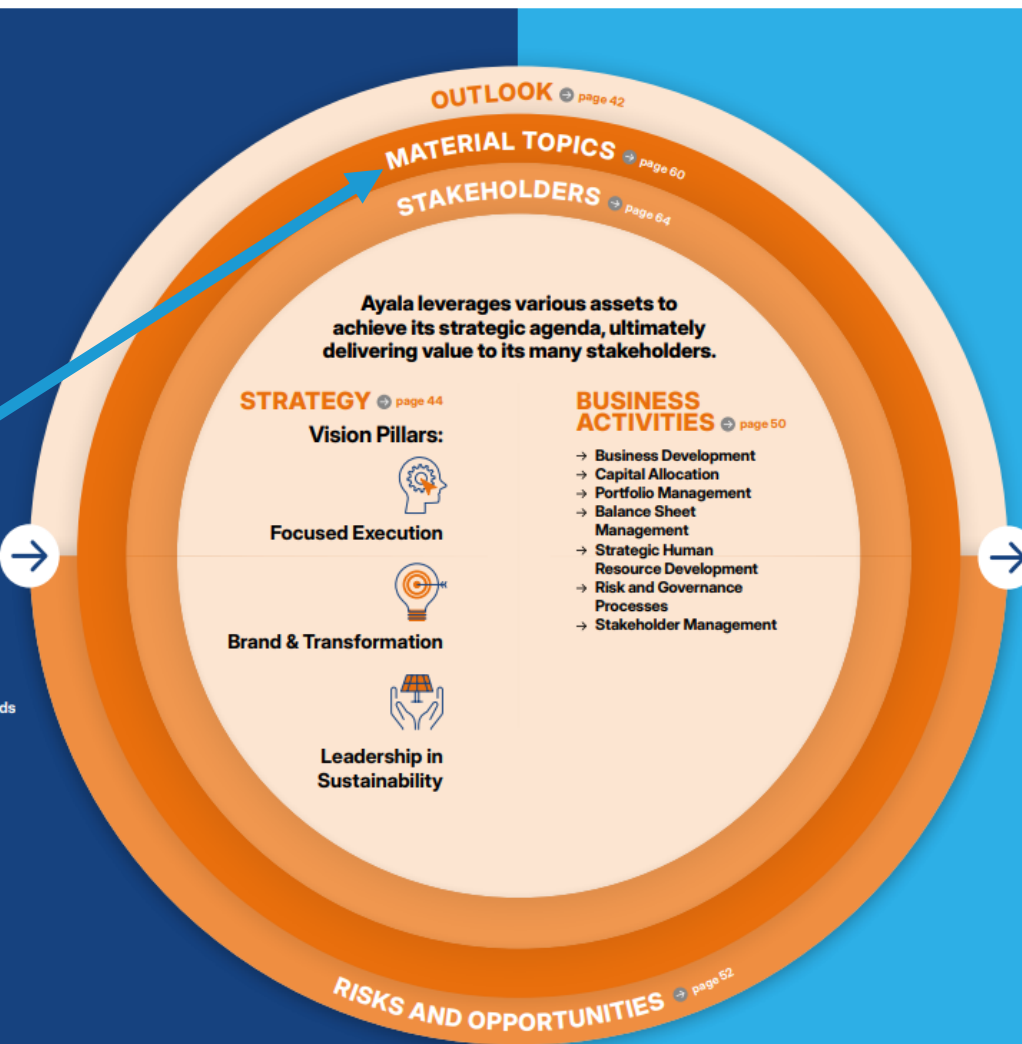 OUTLOOK page 42
MATERIAL TOPICS page 60
STAKEHOLDERS page 64
Ayala leverages various assets to
achieve its strategic agenda, ultimately
delivering value to its many stakeholders.
STRATEGY page 44
Vision Pillars:
Focused Execution
Brand & Transformation
Leadership in
Sustainability
BUSINESS
ACTIVITIES page 50
→ Business Development
→ Capital Allocation
→ Portfolio Management
→ Balance Sheet
Management
→ Strategic Human
Resource Development
→ Risk and Governance
Processes
→ Stakeholder Management
ds
RISKS AND OPPORTUNITIES page 52